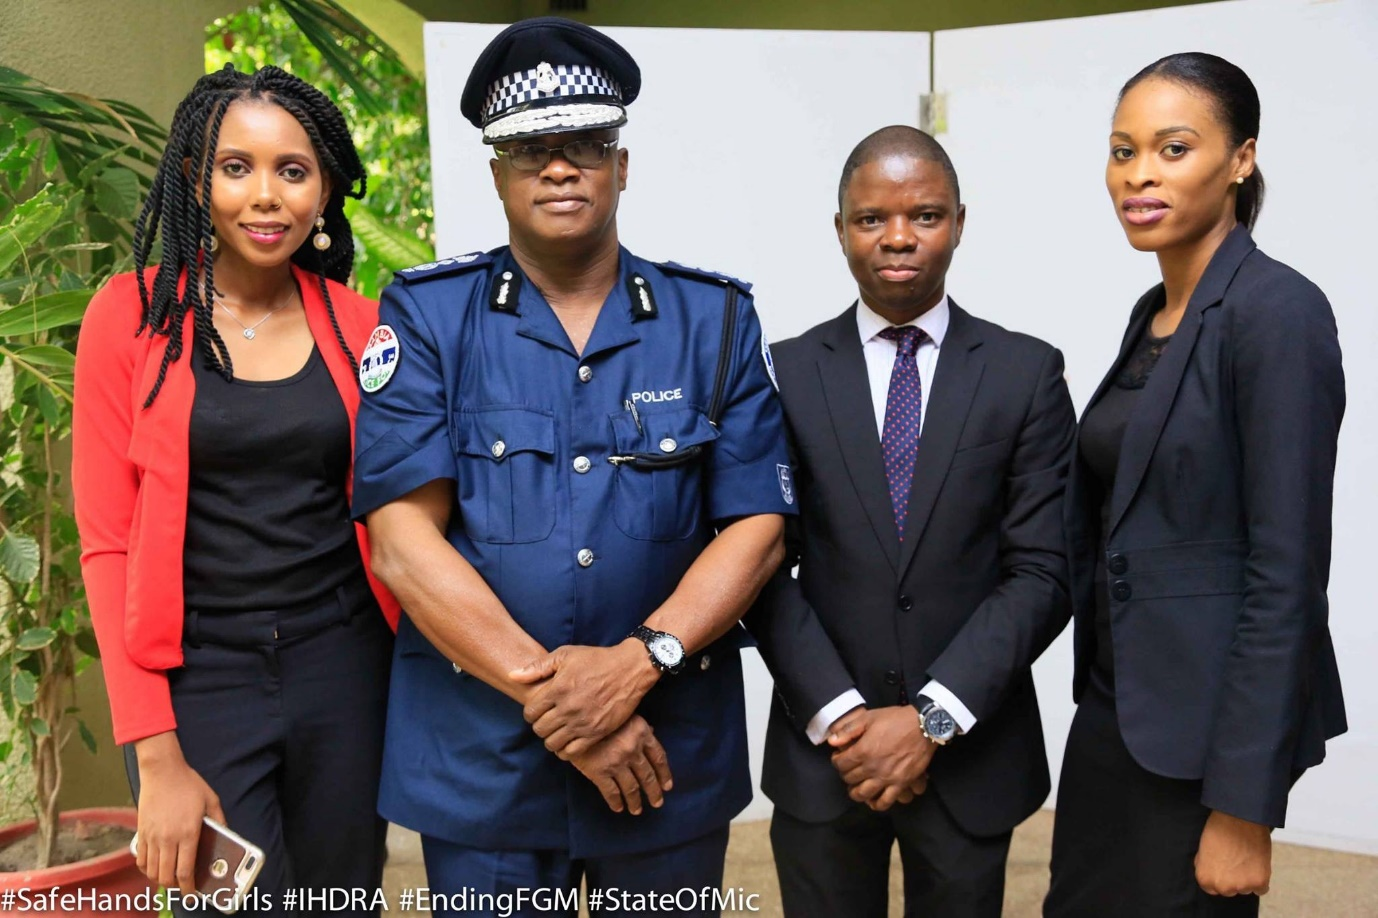 POLICE
#SafeHandsForGirls #IHDRA #EndingFGM #StateOfMic